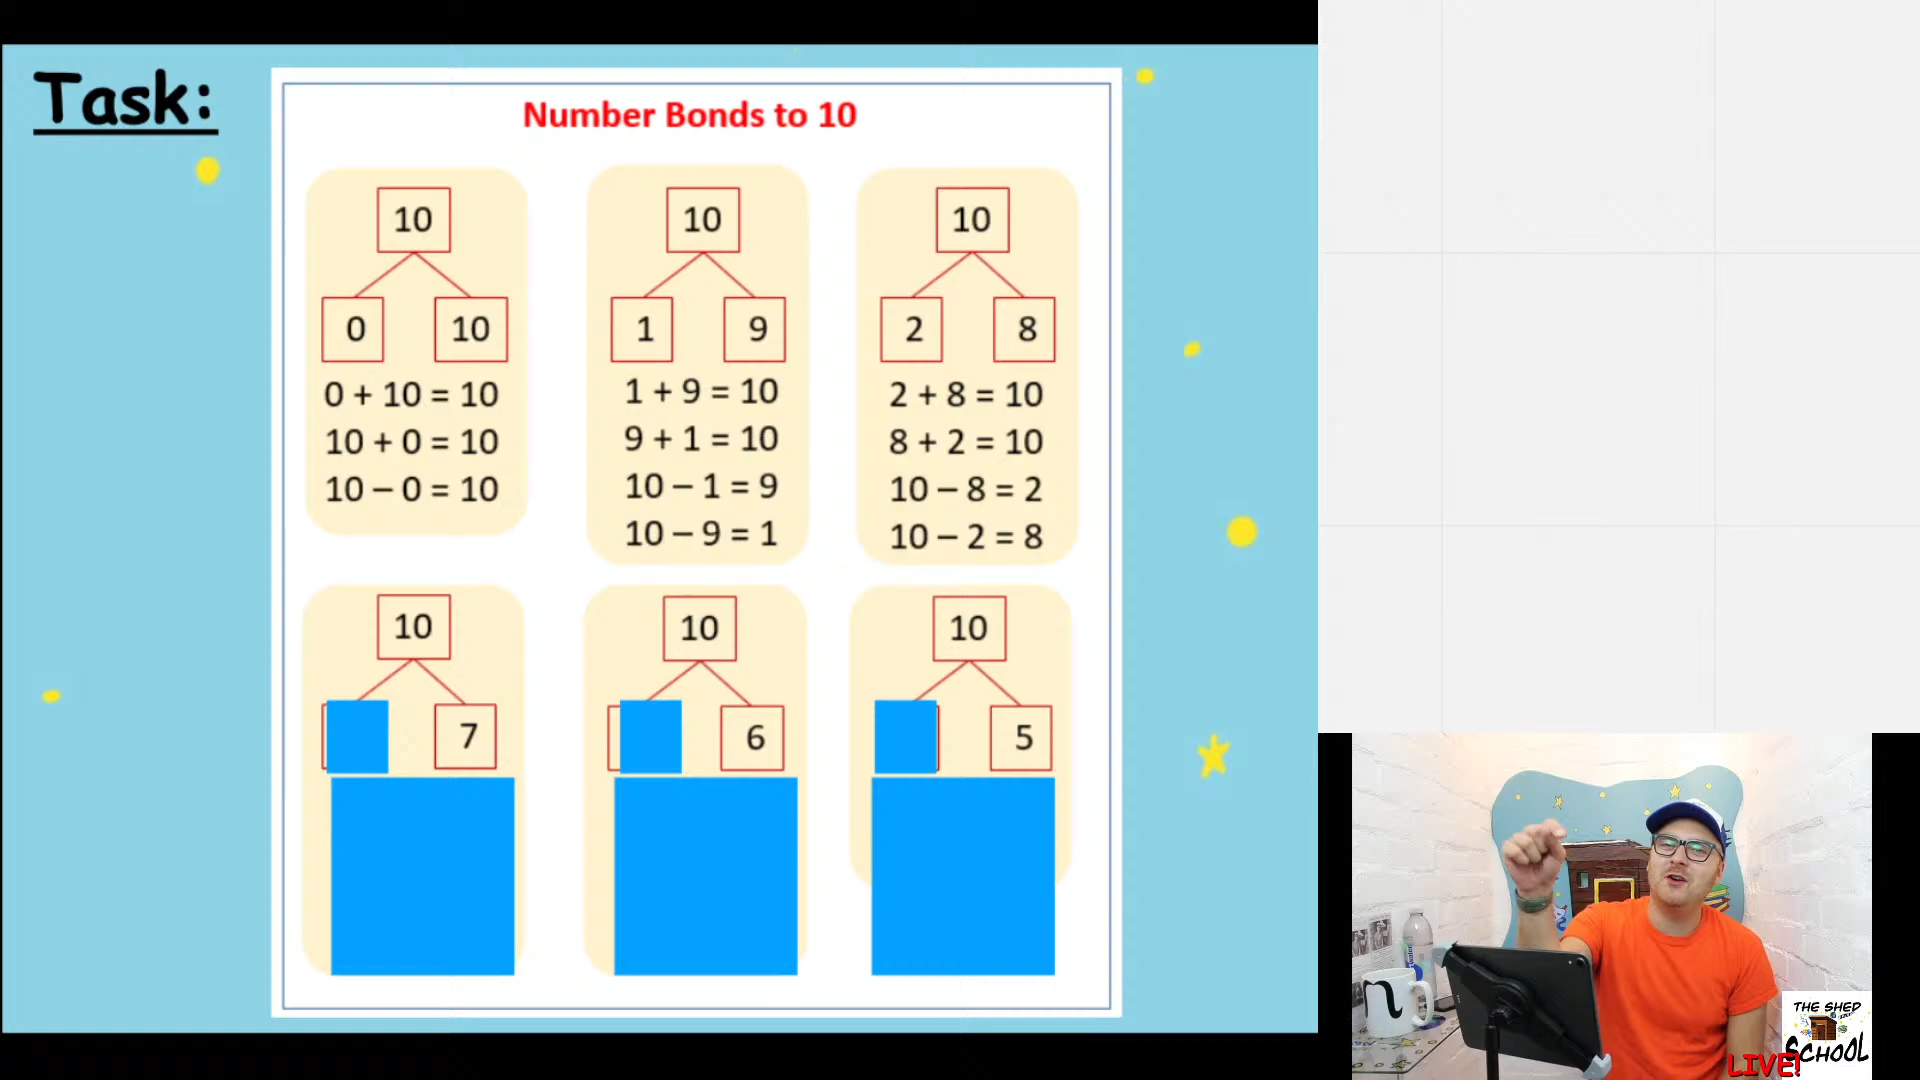 Task:
Number Bonds to 10
10
0 10
0 + 10 = 10
10 + 0 = 10
10 – 0 = 10
10
1 9
1 + 9 = 10
9 + 1 = 10
10 – 1 = 9
10 – 9 = 1
10
2 8
2 + 8 = 10
8 + 2 = 10
10 – 8 = 2
10 – 2 = 8
10
7
10
6
10
5
THE SHED
SCHOOL
LIVE!